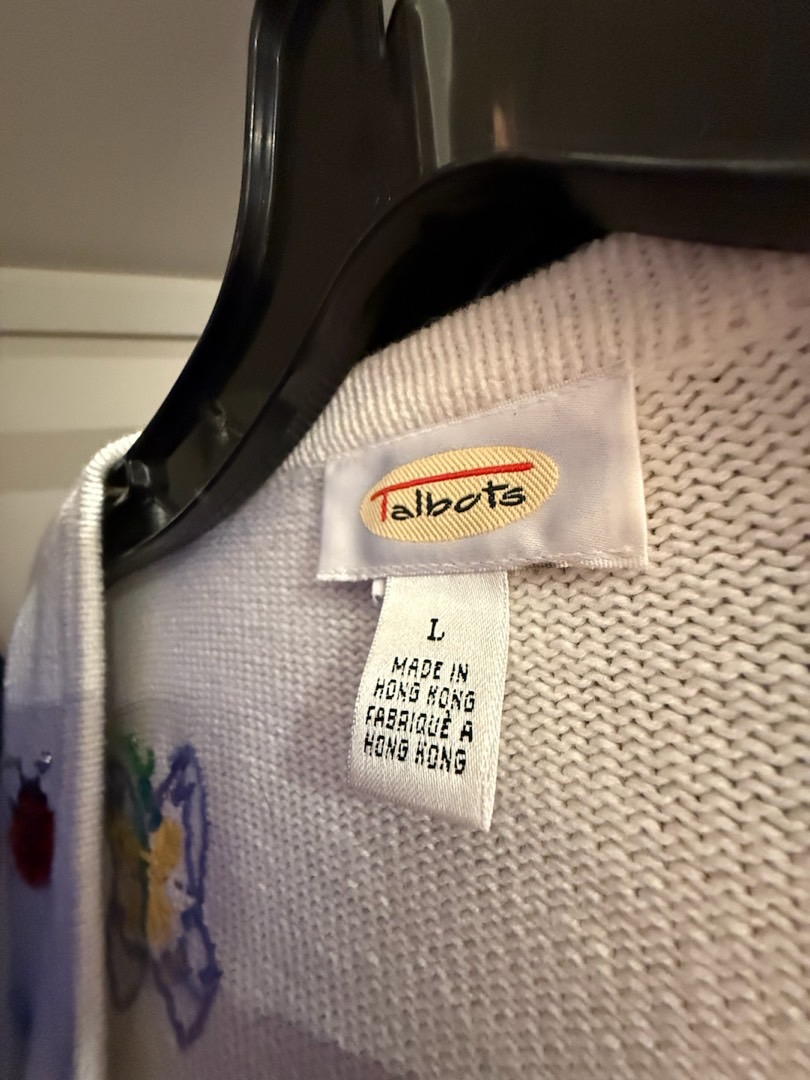 Talbots
L
MADE IN
HONG KONG
FABRIQUÉ A
HONG KONG